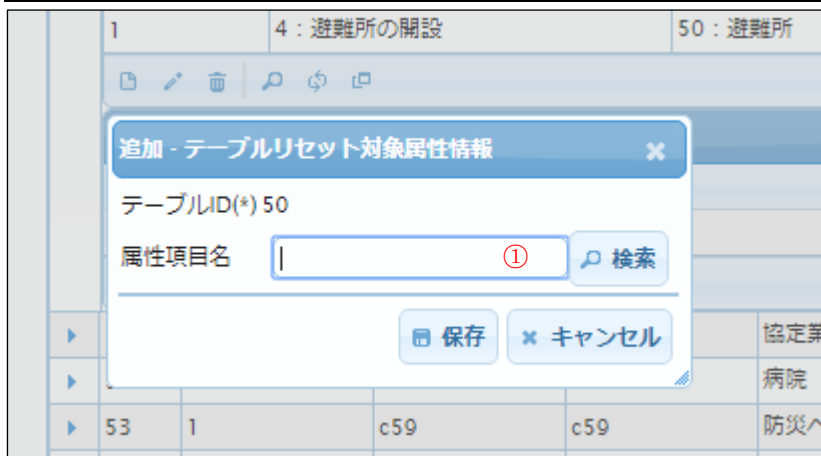 1 4：避難所の開設 50：避難所
追加 - テーブルリセット対象属性情報
テーブルID(*) 50
属性項目名 ① 検索
保存 キャンセル
協定業
病院
53 1 c59 c59 防災へ